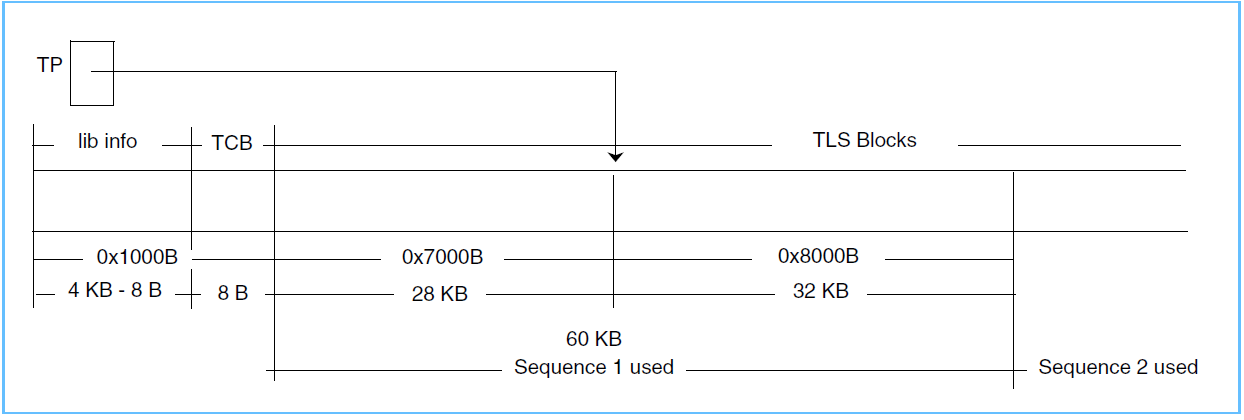 TP
lib info TCB TLS Blocks
0x1000B 0x7000B 0x8000B
4 KB - 8 B 8 B 28 KB 32 KB
60 KB
Sequence 1 used Sequence 2 used